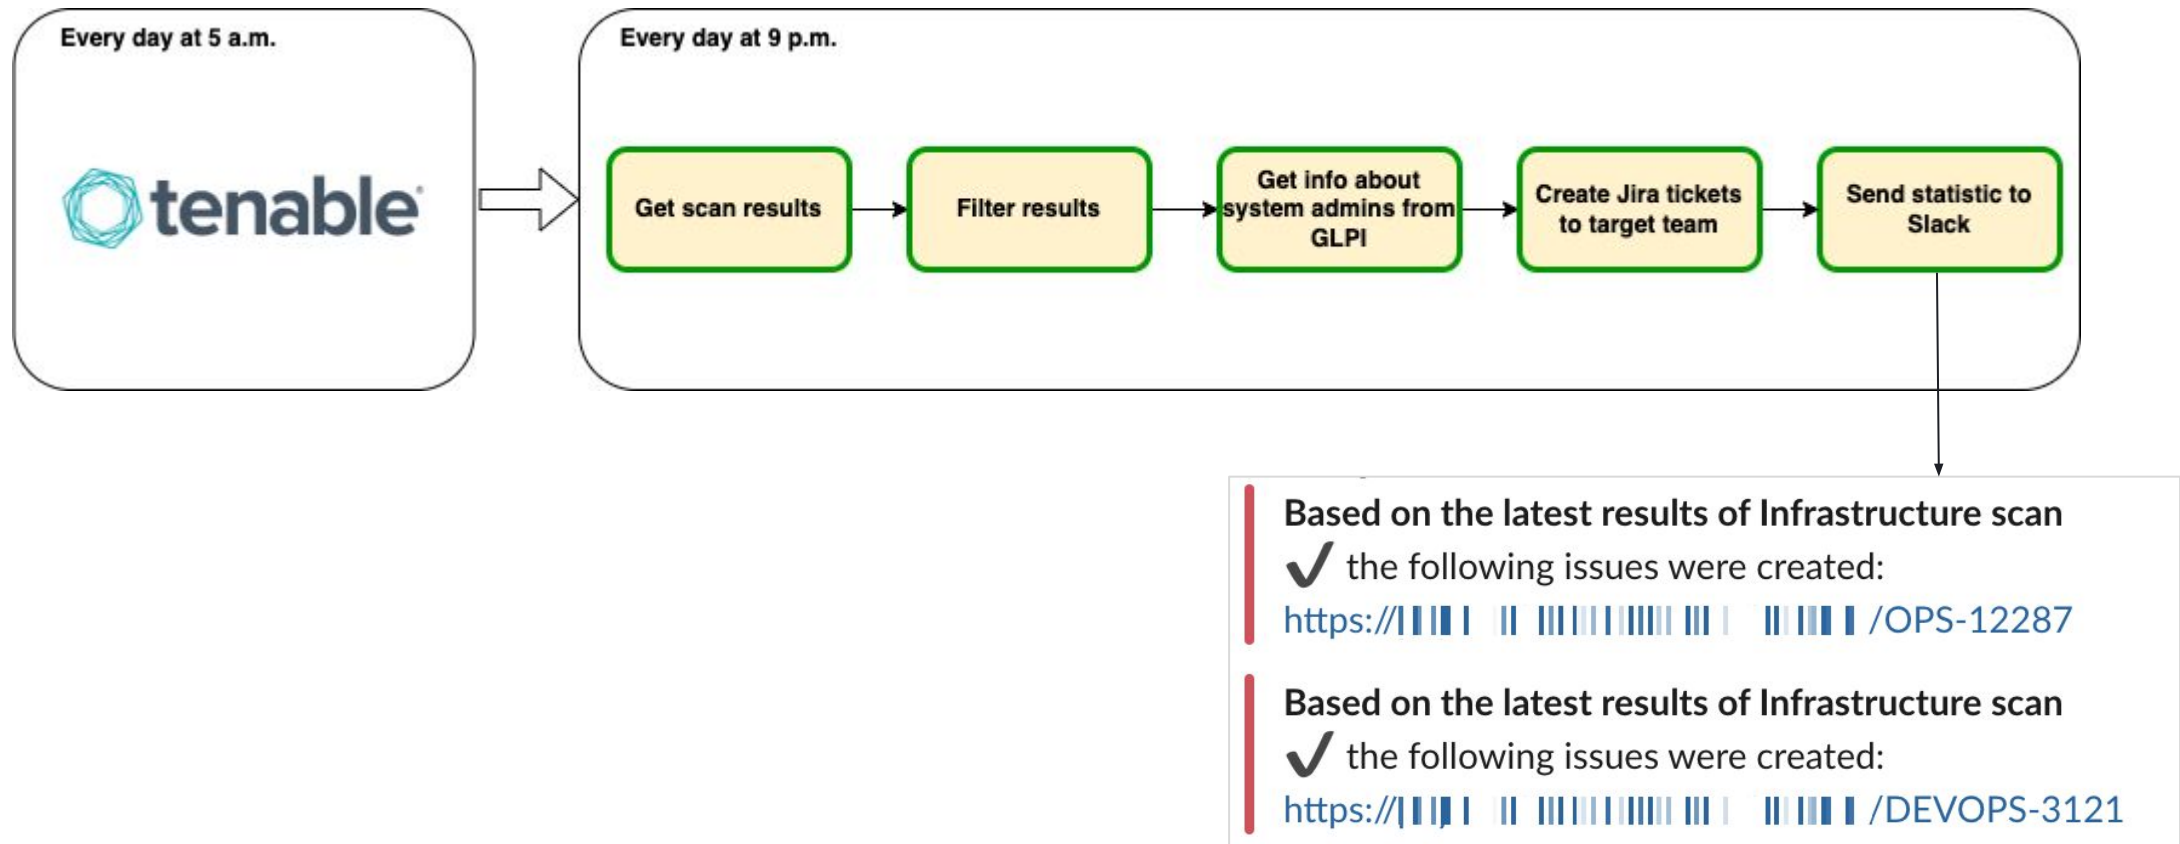 Every day at 5 a.m.
tenable®
Every day at 9 p.m.
Get scan results
Filter results
Get info about
system admins from
GLPI
Create Jira tickets
to target team
Send statistic to
Slack
Based on the latest results of Infrastructure scan
✔ the following issues were created:
https:// /OPS-12287
Based on the latest results of Infrastructure scan
✔ the following issues were created:
https:// /DEVOPS-3121